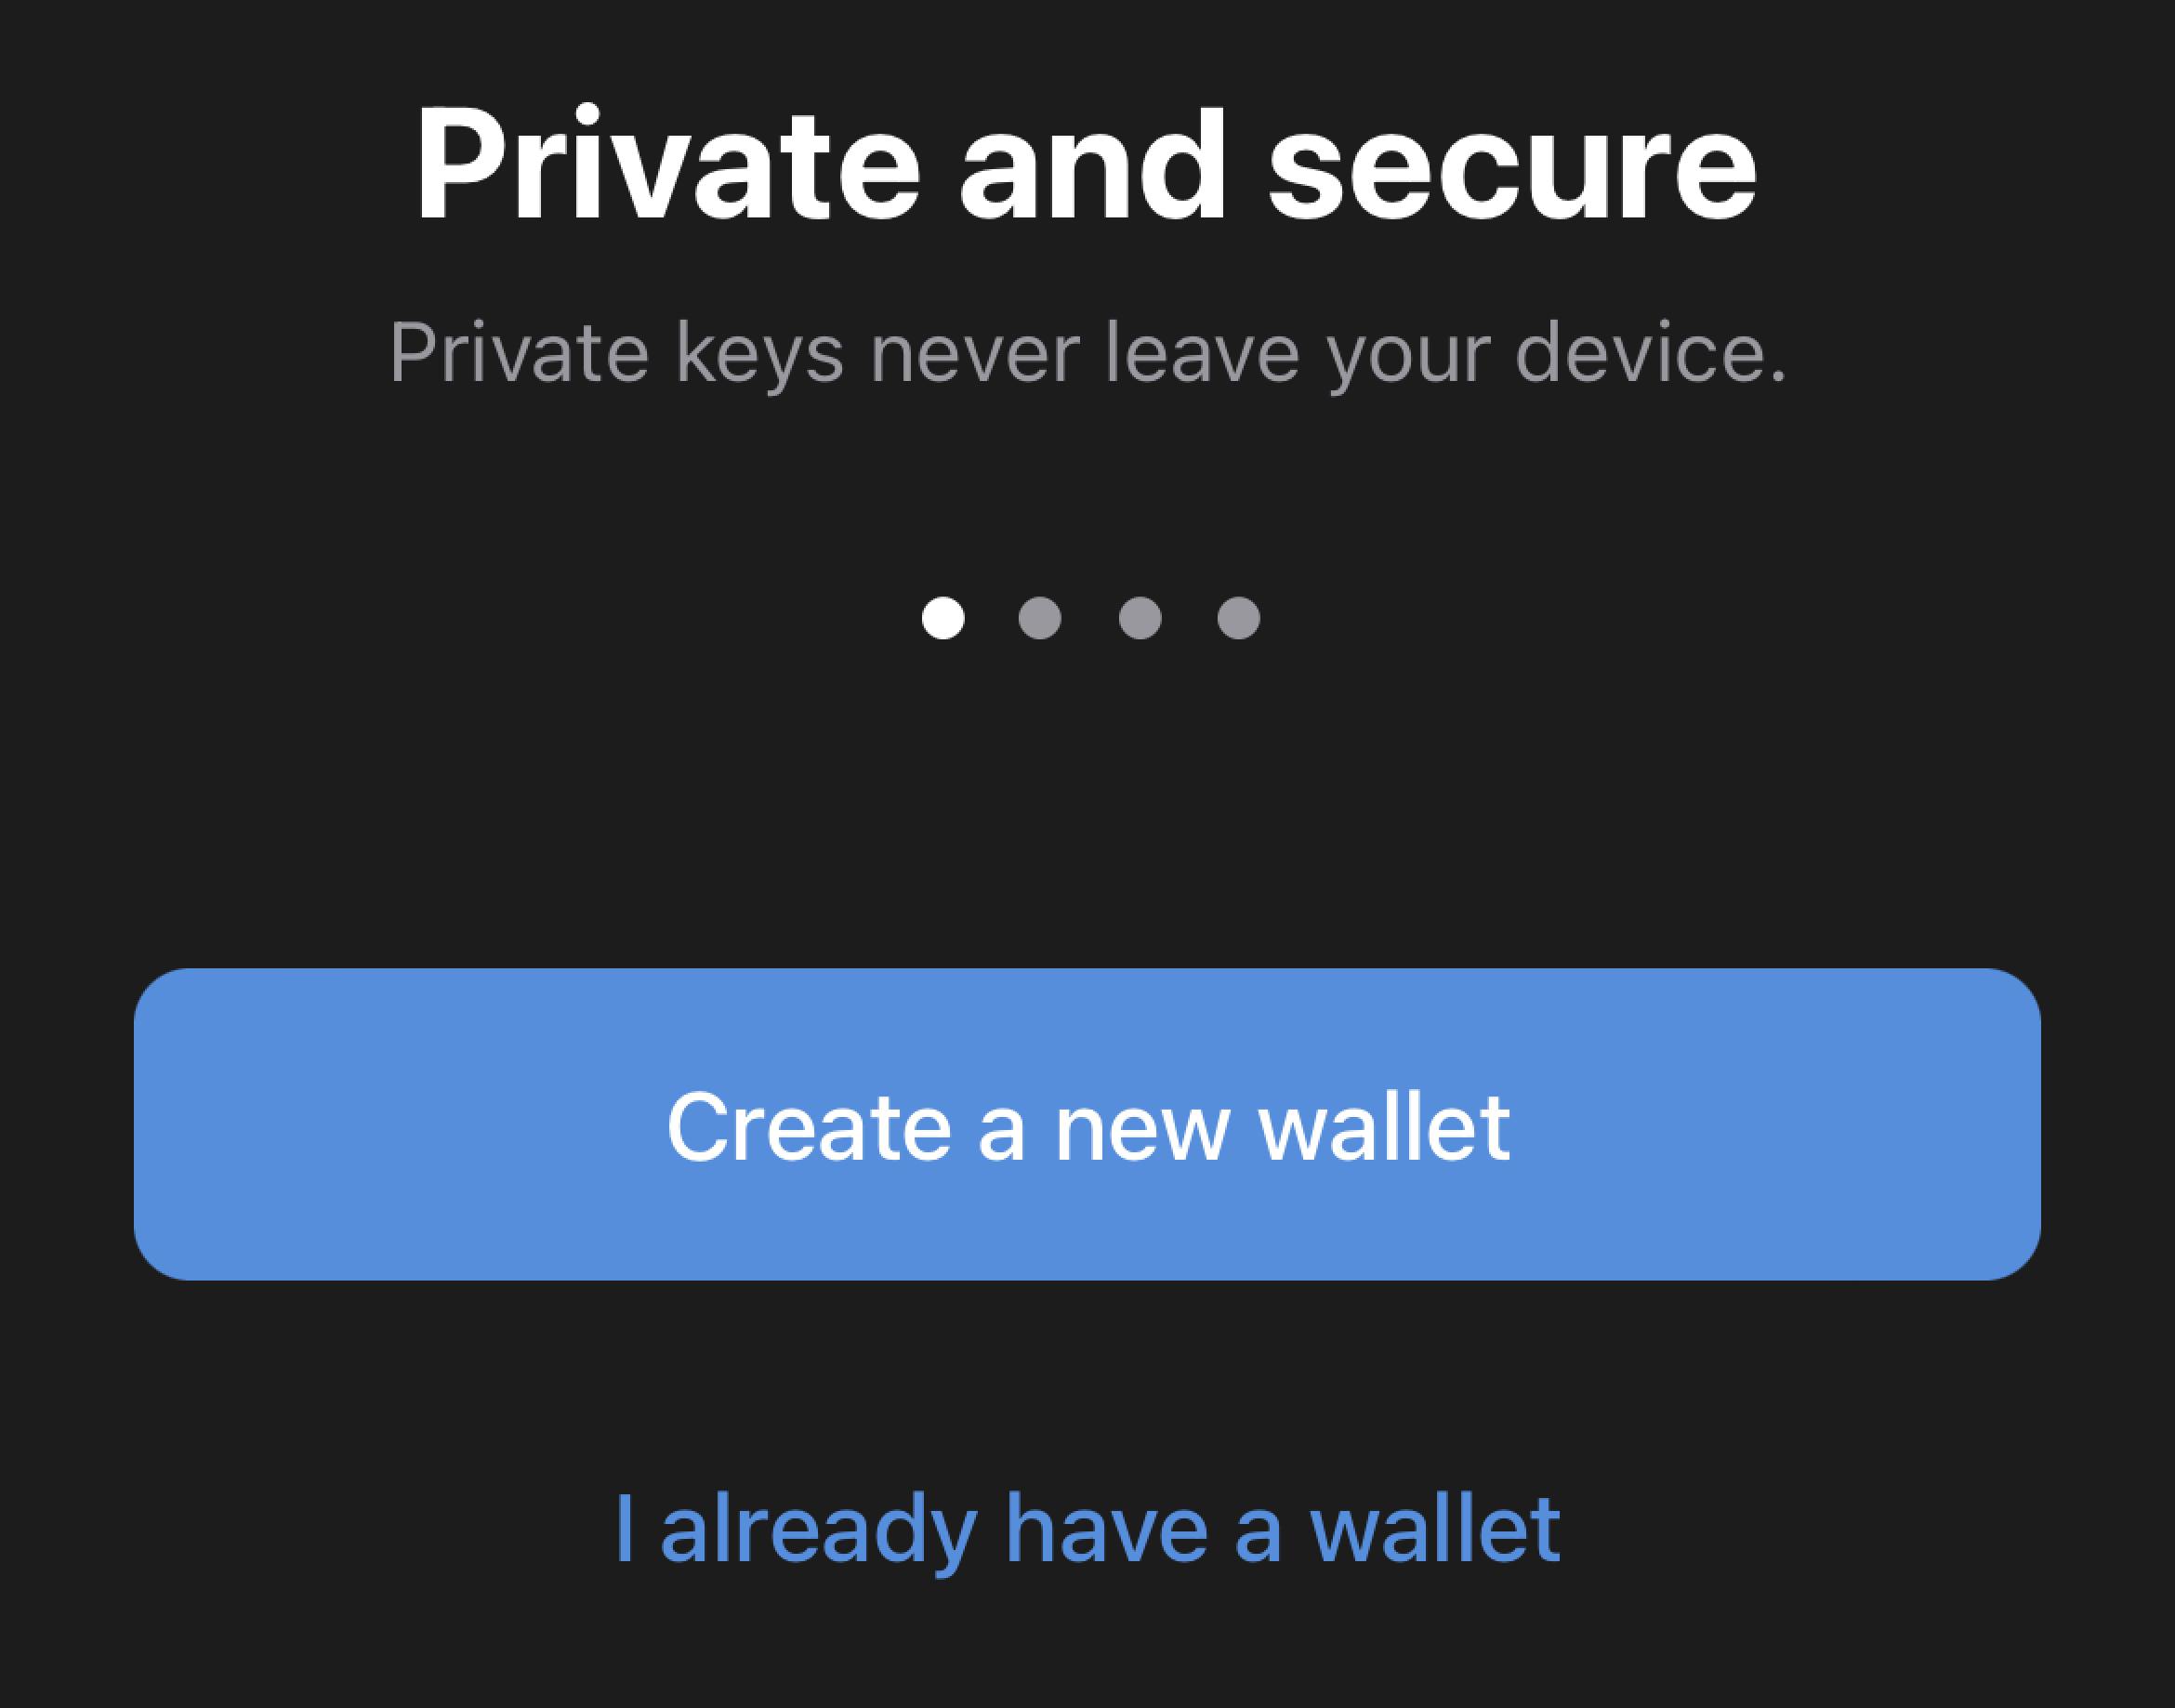 Private and secure
Private keys never leave your device.
Create a new wallet
I already have a wallet